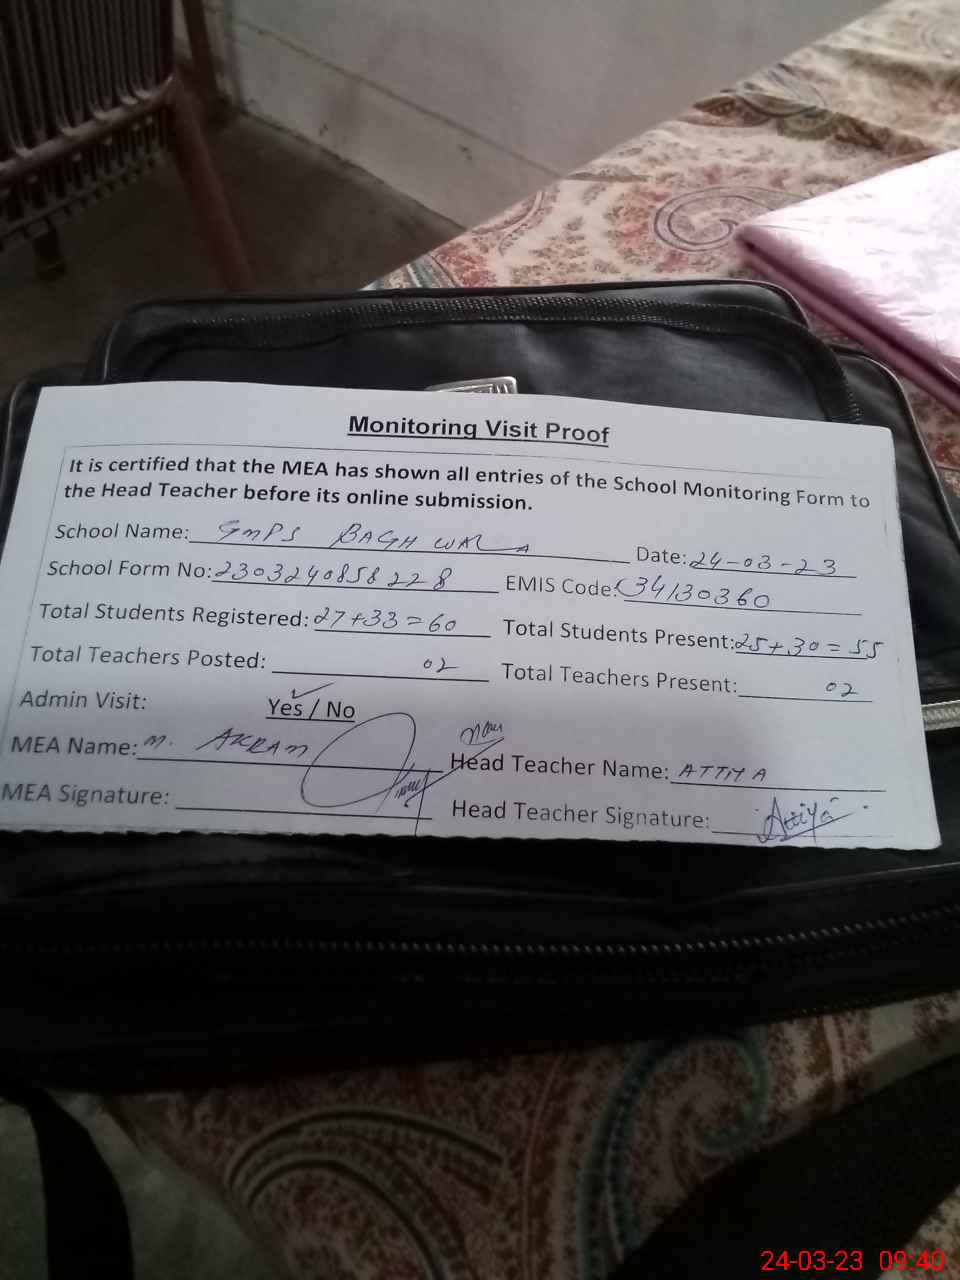 Monitoring Visit Proof
It is certified that the MEA has shown all entries of the School Monitoring Form to
the Head Teacher before its online submission.
School Name: GMPS BAGH WALA Date: 24-03-23
School Form No: 2303240858228 EMIS Code: 34130360
Total Students Registered: 27+33=60 Total Students Present: 25+30=55
Total Teachers Posted: 02 Total Teachers Present: 02
Admin Visit: Yes / No
MEA Name: M. AKRAM Head Teacher Name: ATTIYA
MEA Signature: Head Teacher Signature: Attiya
24-03-23 09:40